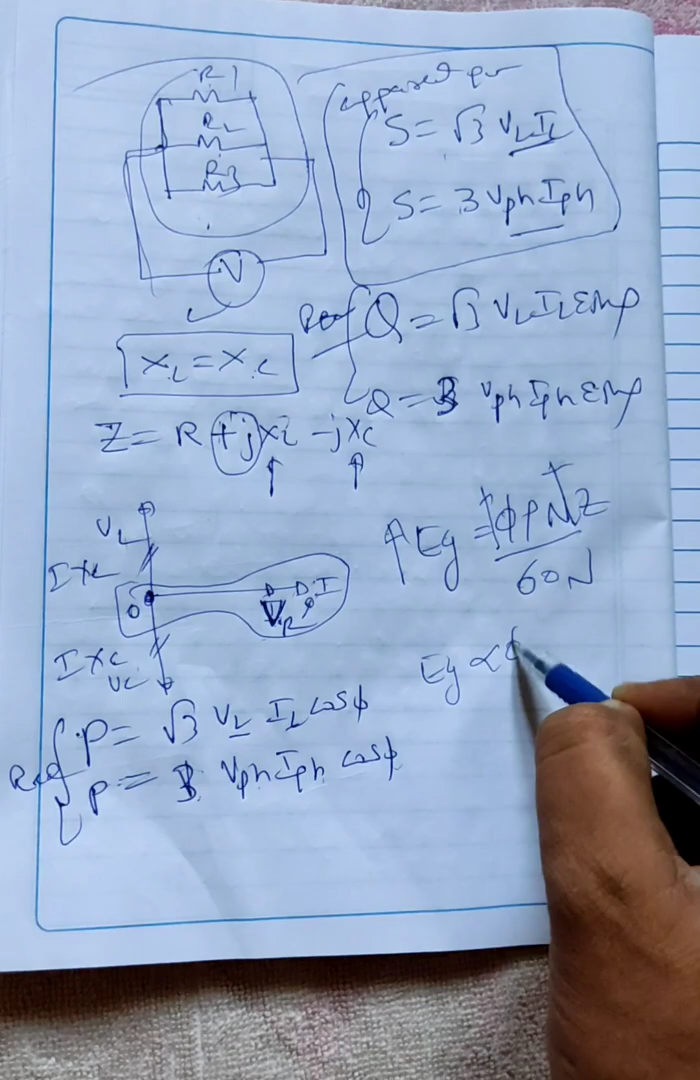 R1
R2
R3
V
apparent pwr
S = √3 VL IL
S = 3 Vph Iph
Q = √3 VL IL sinφ
Q = 3 Vph Iph sinφ
XL = XC
Z = R + jXL - jXC
VL
IXL
O
D D I
R
IXC
VC
Eg = φPNZ
60A
Eg ∝ φ
P = √3 VL IL cosφ
P = 3 Vph Iph cosφ